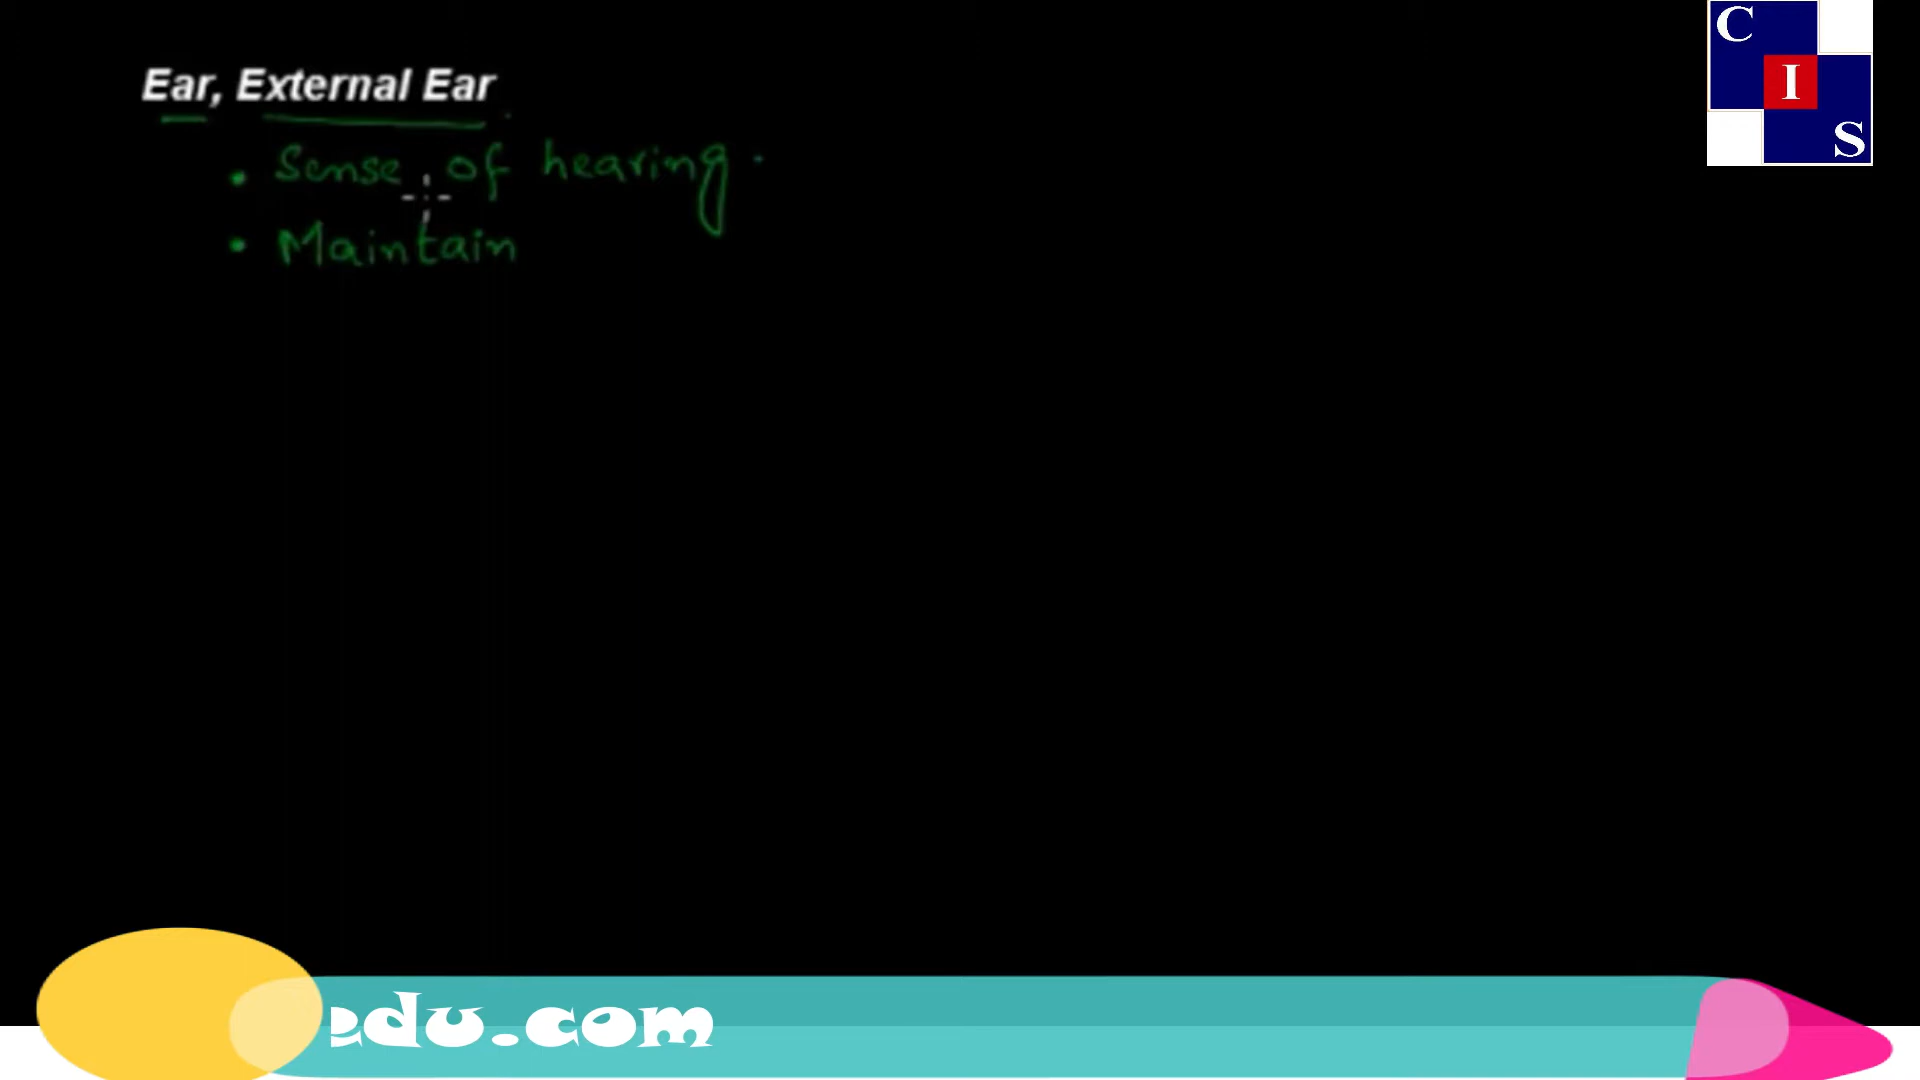 Ear, External Ear
• Sense of hearing.
• Maintain
C
I
S
edu.com